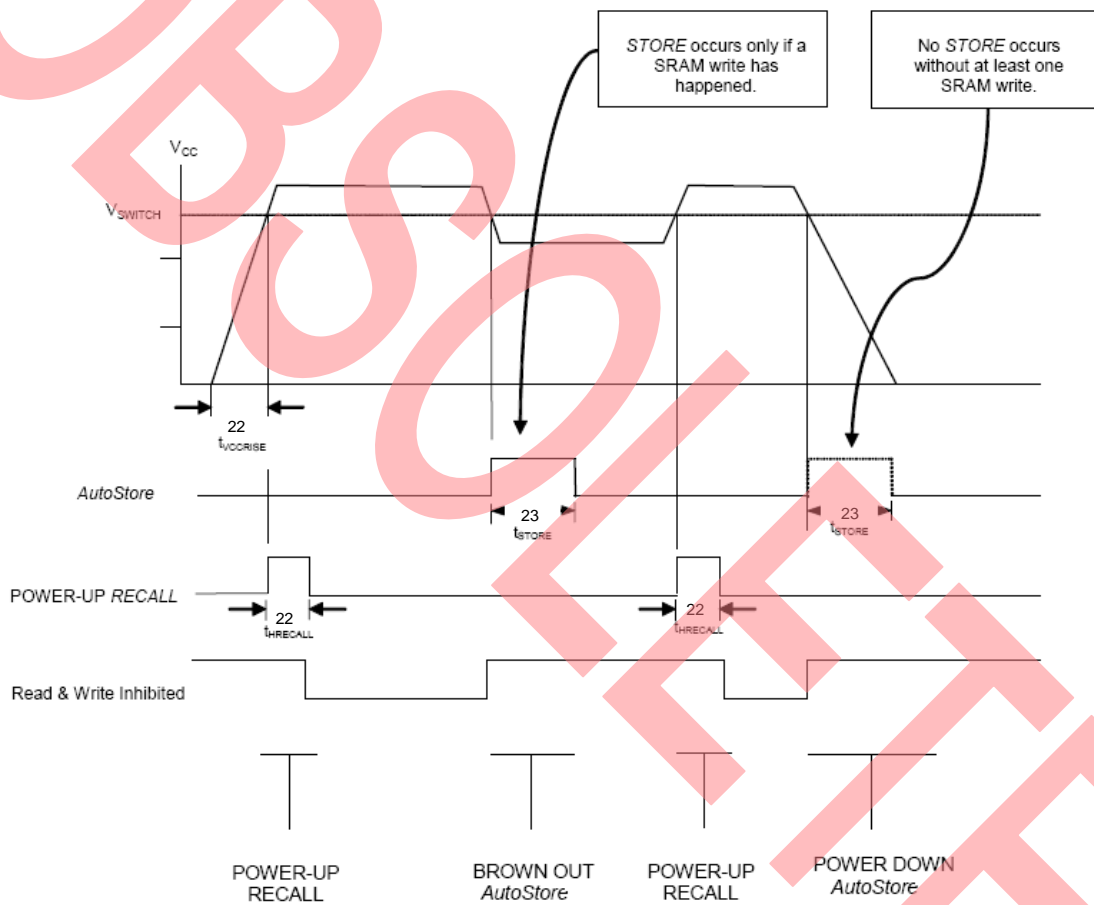 OBSOLETE
STORE occurs only if a
SRAM write has
happened.
No STORE occurs
without at least one
SRAM write.
VCC
VSWITCH
22
tVCCRISE
AutoStore
23
tSTORE
23
tSTORE
POWER-UP RECALL
22
tHRECALL
22
tHRECALL
Read & Write Inhibited
POWER-UP
RECALL
BROWN OUT
AutoStore
POWER-UP
RECALL
POWER DOWN
AutoStore